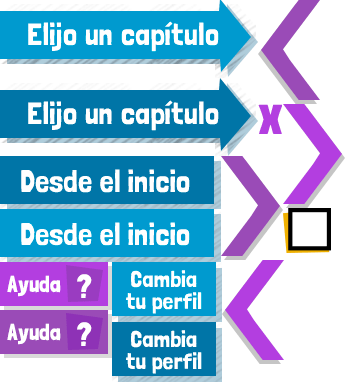 Elijo un capítulo
Elijo un capítulo
X
Desde el inicio
Desde el inicio
Ayuda ?
Cambia
tu perfil
Ayuda ?
Cambia
tu perfil